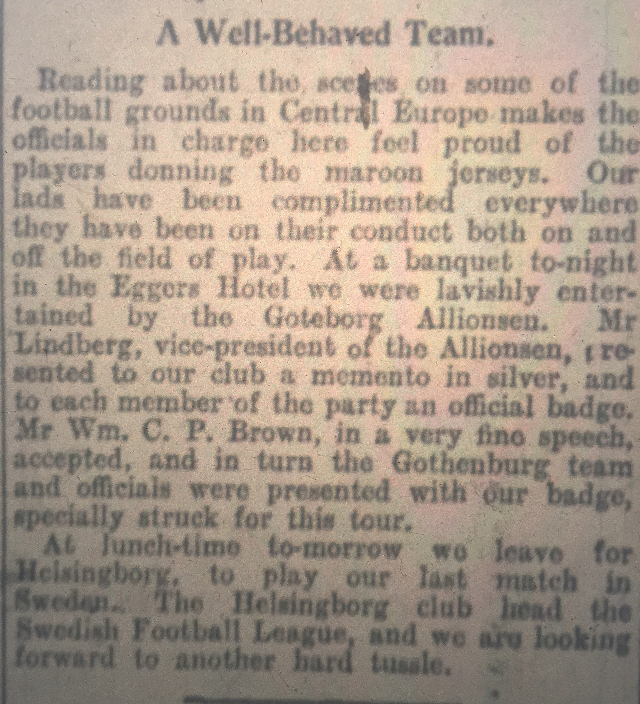 A Well-Behaved Team.
Reading about the scenes on some of the
football grounds in Central Europe makes the
officials in charge here feel proud of the
players donning the maroon jerseys. Our
lads have been complimented everywhere
they have been on their conduct both on and
off the field of play. At a banquet to-night
in the Eggers Hotel we were lavishly enter-
tained by the Goteborg Allionsen. Mr
Lindberg, vice-president of the Allionsen, pre-
sented to our club a memento in silver, and
to each member of the party an official badge.
Mr Wm. C. P. Brown, in a very fine speech,
accepted, and in turn the Gothenburg team
and officials were presented with our badge,
specially struck for this tour.
At lunch-time to-morrow we leave for
Helsingborg, to play our last match in
Sweden. The Helsingborg club head the
Swedish Football League, and we are looking
forward to another hard tussle.